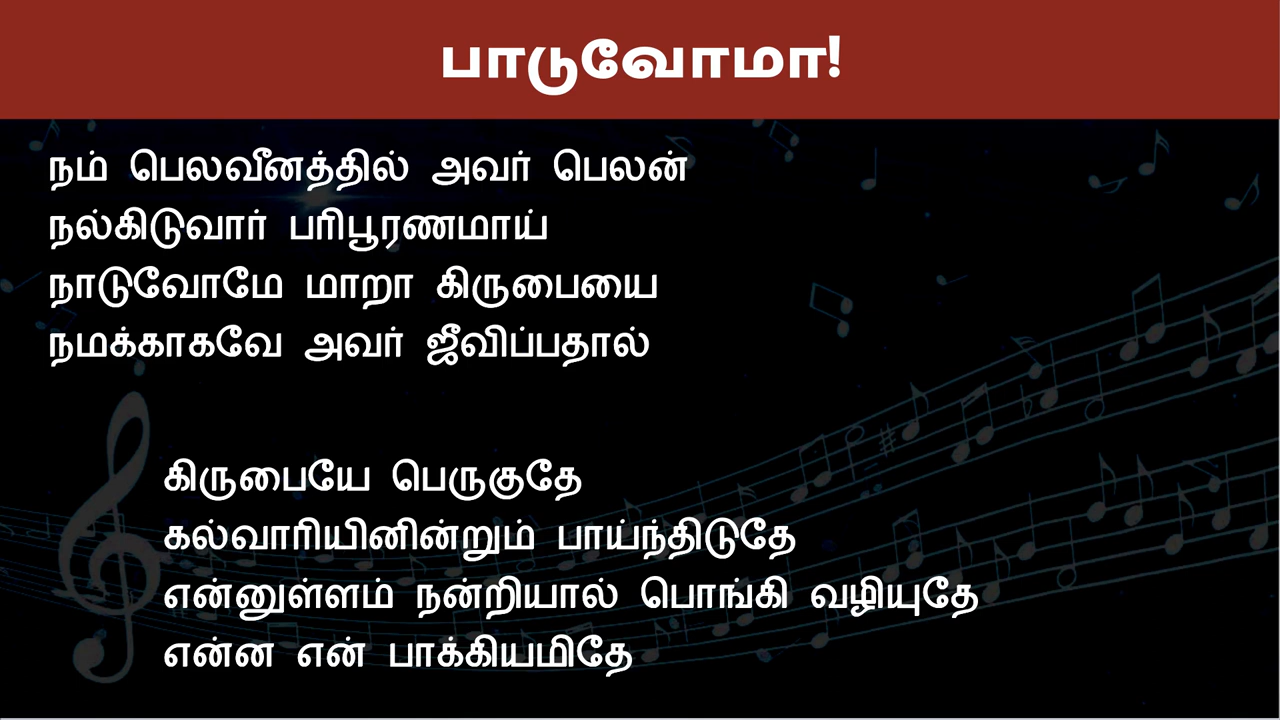 பாடுவோமா!
நம் பெலவீனத்தில் அவர் பெலன்
நல்கிடுவார் பரிபூரணமாய்
நாடுவோமே மாறா கிருபையை
நமக்காகவே அவர் ஜீவிப்பதால்
கிருபையே பெருகுதே
கல்வாரியினின்றும் பாய்ந்திடுதே
என்னுள்ளம் நன்றியால் பொங்கி வழியுதே
என்ன என் பாக்கியமிதே